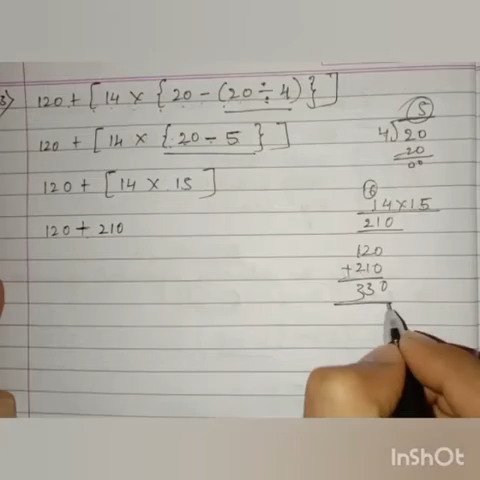 3) 120 + [ 14 × { 20 - (20 ÷ 4) } ]
120 + [ 14 × { 20 - 5 } ]
120 + [ 14 × 15 ]
120 + 210
5
4) 20
20
00
14×15
210
120
+210
330
InShOt